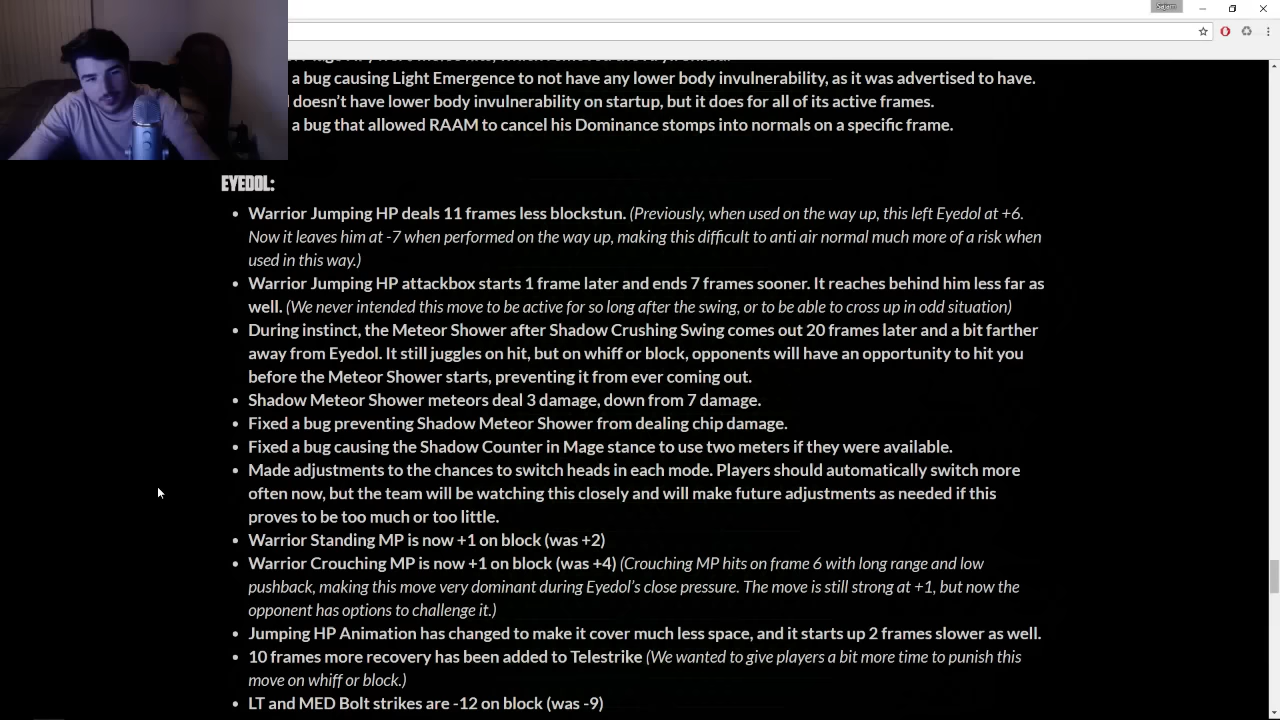 Sajam
a bug causing Light Emergence to not have any lower body invulnerability, as it was advertised to have.
doesn't have lower body invulnerability on startup, but it does for all of its active frames.
a bug that allowed RAAM to cancel his Dominance stomps into normals on a specific frame.
EYEDOL:
• Warrior Jumping HP deals 11 frames less blockstun. (Previously, when used on the way up, this left Eyedol at +6.
Now it leaves him at -7 when performed on the way up, making this difficult to anti air normal much more of a risk when
used in this way.)
• Warrior Jumping HP attackbox starts 1 frame later and ends 7 frames sooner. It reaches behind him less far as
well. (We never intended this move to be active for so long after the swing, or to be able to cross up in odd situation)
• During instinct, the Meteor Shower after Shadow Crushing Swing comes out 20 frames later and a bit farther
away from Eyedol. It still juggles on hit, but on whiff or block, opponents will have an opportunity to hit you
before the Meteor Shower starts, preventing it from ever coming out.
• Shadow Meteor Shower meteors deal 3 damage, down from 7 damage.
• Fixed a bug preventing Shadow Meteor Shower from dealing chip damage.
• Fixed a bug causing the Shadow Counter in Mage stance to use two meters if they were available.
• Made adjustments to the chances to switch heads in each mode. Players should automatically switch more
often now, but the team will be watching this closely and will make future adjustments as needed if this
proves to be too much or too little.
• Warrior Standing MP is now +1 on block (was +2)
• Warrior Crouching MP is now +1 on block (was +4) (Crouching MP hits on frame 6 with long range and low
pushback, making this move very dominant during Eyedol's close pressure. The move is still strong at +1, but now the
opponent has options to challenge it.)
• Jumping HP Animation has changed to make it cover much less space, and it starts up 2 frames slower as well.
• 10 frames more recovery has been added to Telestrike (We wanted to give players a bit more time to punish this
move on whiff or block.)
• LT and MED Bolt strikes are -12 on block (was -9)